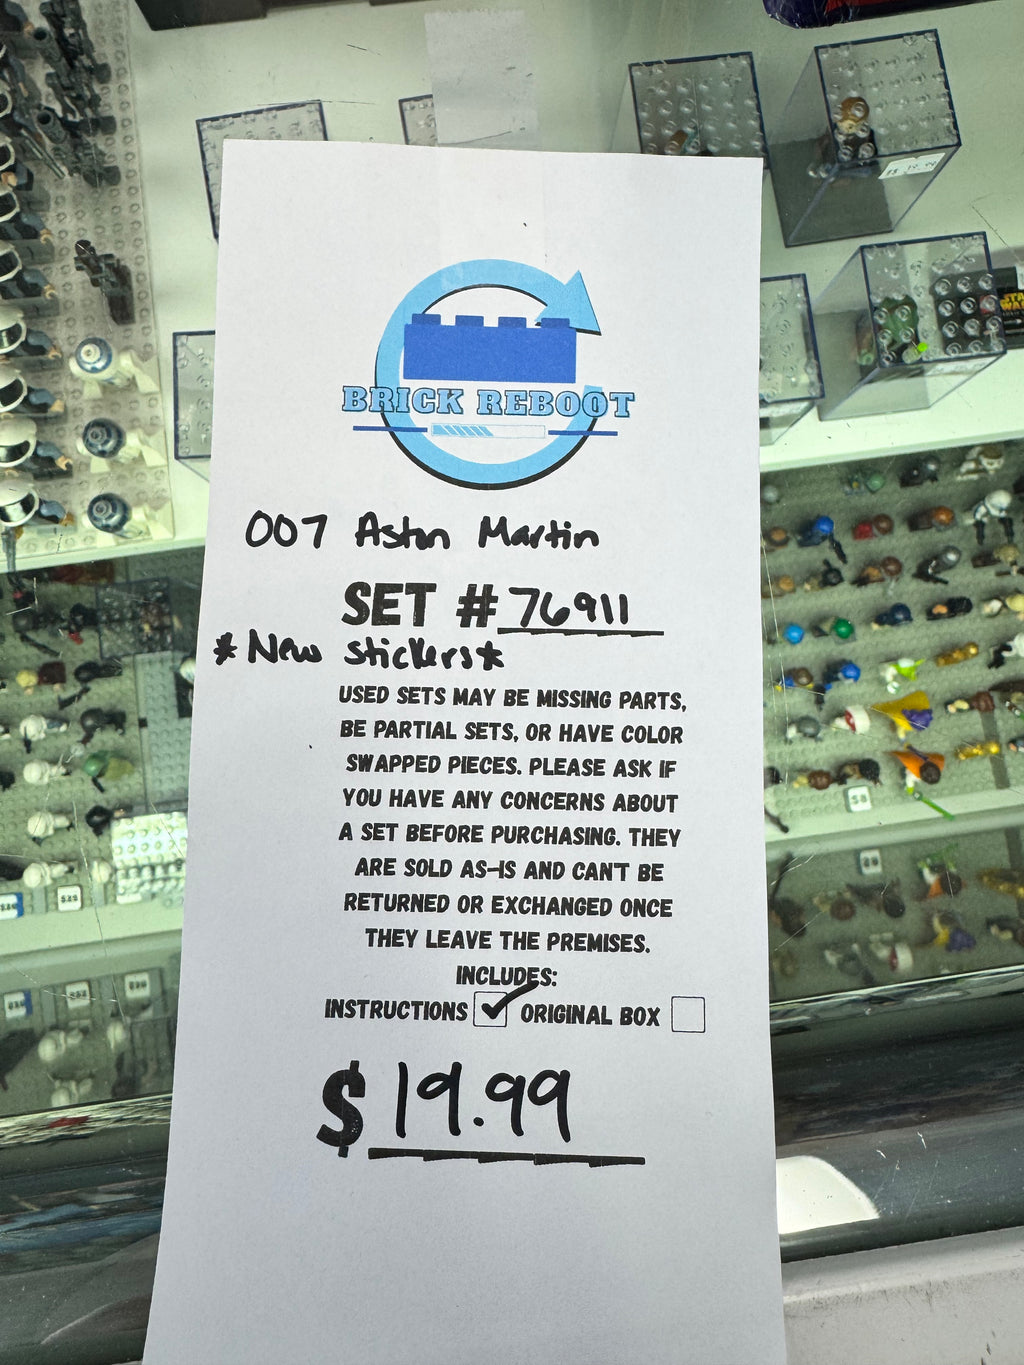 BRICK REBOOT
007 Aston Martin
SET #76911
*New stickers*
USED SETS MAY BE MISSING PARTS,
BE PARTIAL SETS, OR HAVE COLOR
SWAPPED PIECES. PLEASE ASK IF
YOU HAVE ANY CONCERNS ABOUT
A SET BEFORE PURCHASING. THEY
ARE SOLD AS-IS AND CAN'T BE
RETURNED OR EXCHANGED ONCE
THEY LEAVE THE PREMISES.
INCLUDES:
INSTRUCTIONS ORIGINAL BOX
$19.99